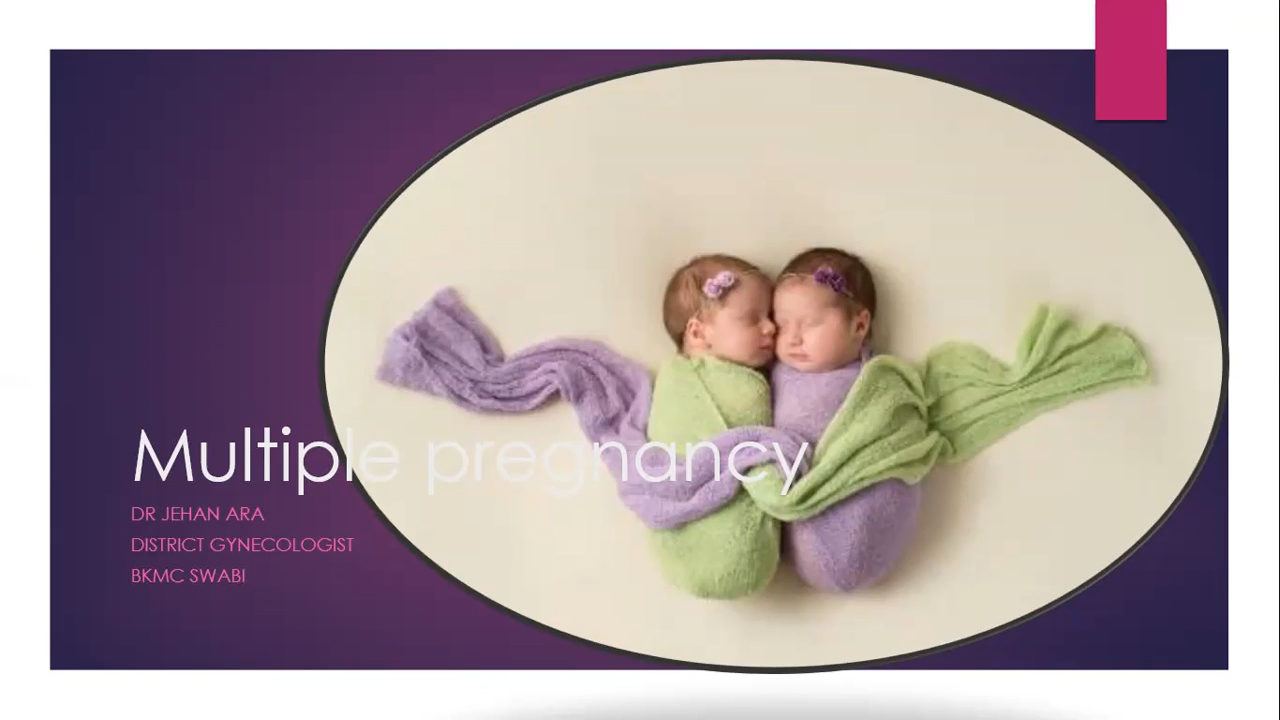 Multiple pregnancy
DR JEHAN ARA
DISTRICT GYNECOLOGIST
BKMC SWABI